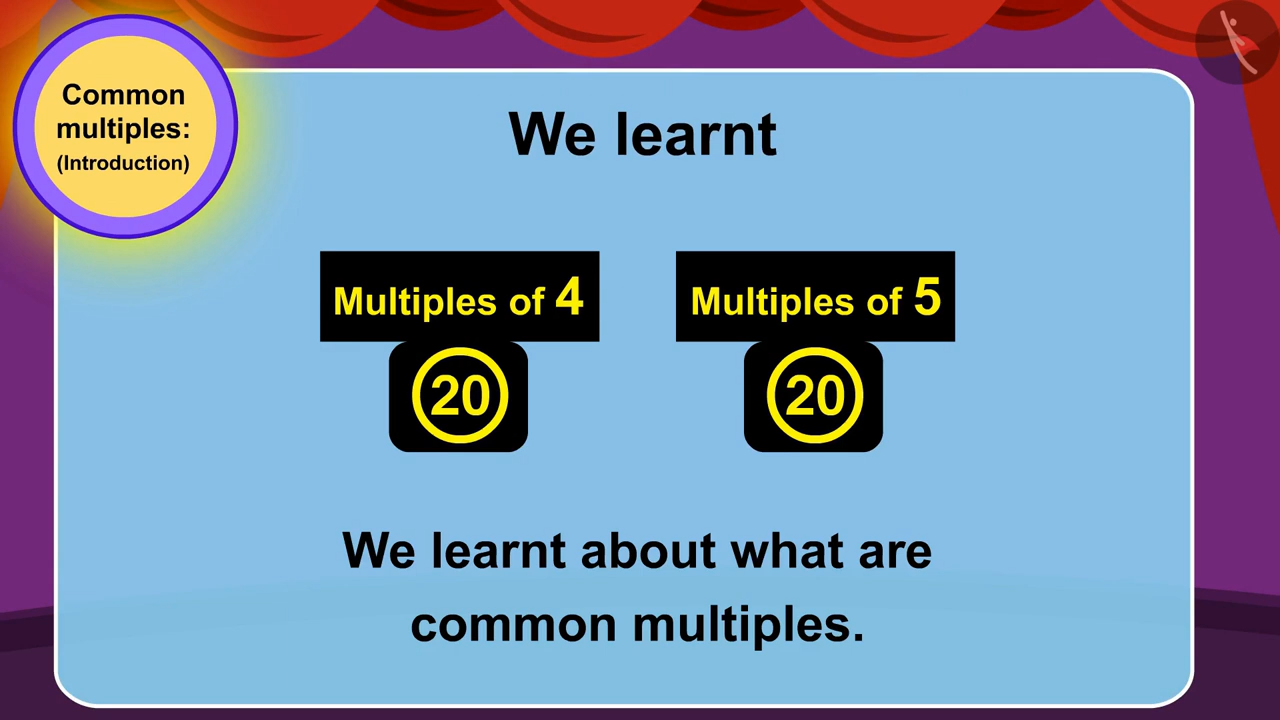 Common
multiples:
(Introduction)
We learnt
Multiples of 4
Multiples of 5
20
20
We learnt about what are
common multiples.